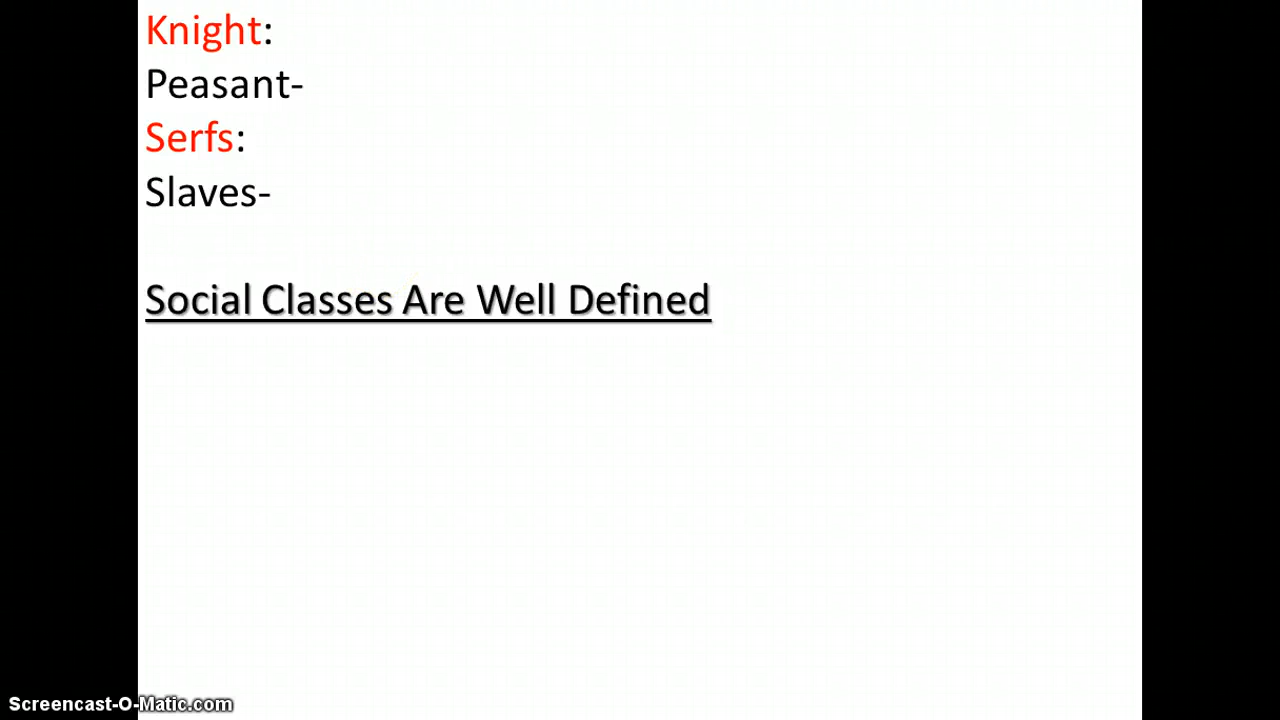 Knight:
Peasant-
Serfs:
Slaves-
Social Classes Are Well Defined
Screencast-O-Matic.com